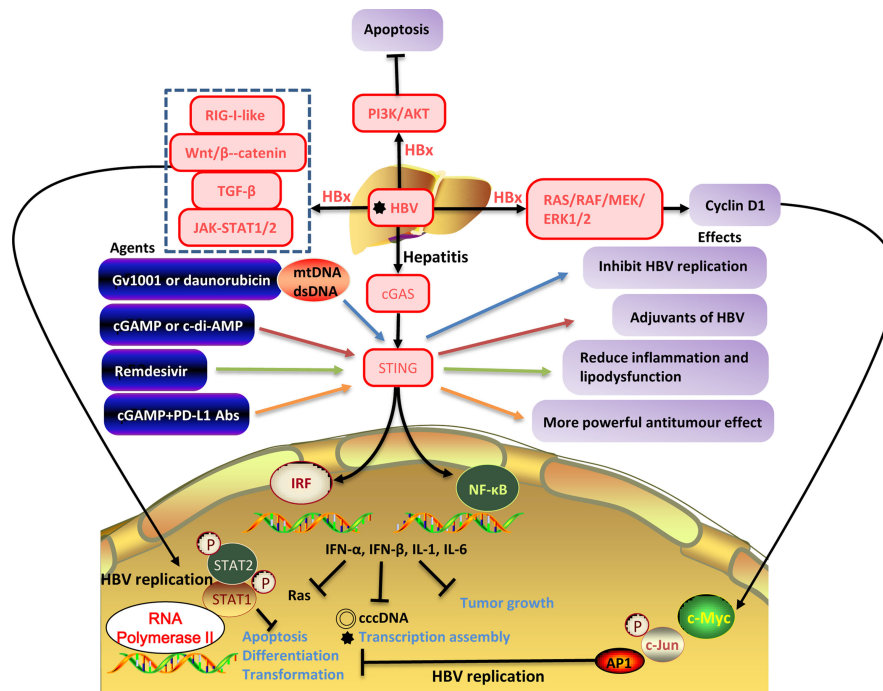 Apoptosis
RIG-I-like
Wnt/β--catenin
TGF-β
JAK-STAT1/2
PI3K/AKT
HBx
HBx
HBV
HBx
RAS/RAF/MEK/
ERK1/2
Cyclin D1
Hepatitis
Agents
Effects
Gv1001 or daunorubicin
mtDNA
dsDNA
cGAS
Inhibit HBV replication
cGAMP or c-di-AMP
Adjuvants of HBV
Remdesivir
STING
Reduce inflammation and
lipodysfunction
cGAMP+PD-L1 Abs
More powerful antitumour effect
IRF
NF-κB
IFN-α, IFN-β, IL-1, IL-6
P
STAT2
HBV replication
P
STAT1
Ras
cccDNA
Transcription assembly
Tumor growth
RNA
Polymerase II
Apoptosis
Differentiation
Transformation
c-Myc
P
c-Jun
AP1
HBV replication